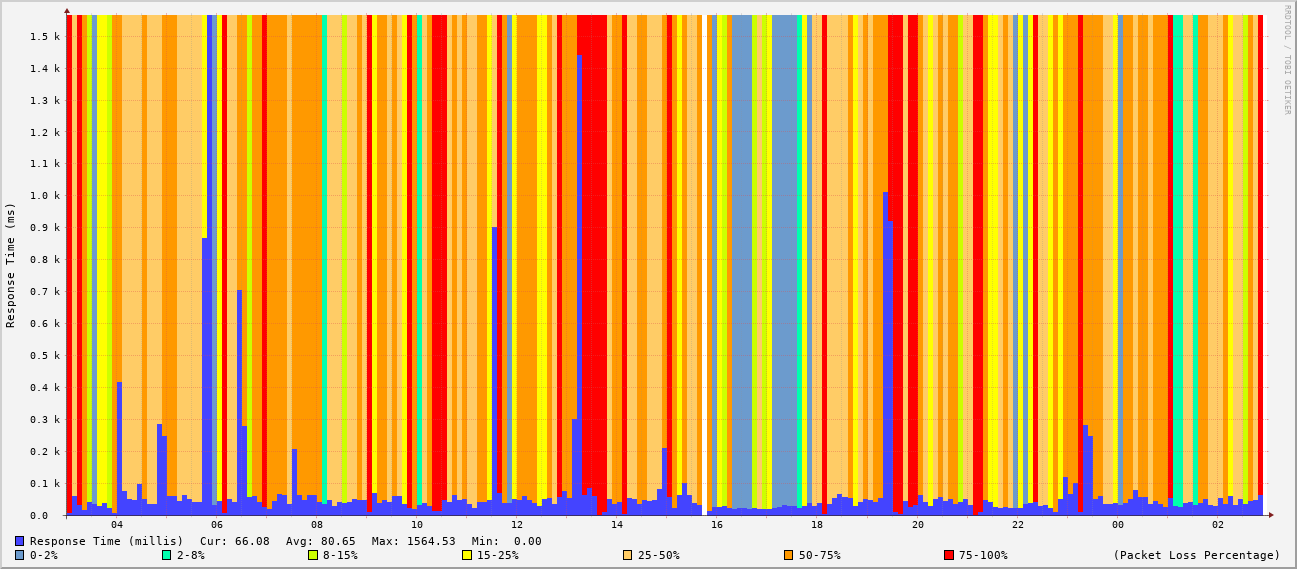 RRDTOOL / TOBI OETIKER
Response Time (ms)
1.5 k
1.4 k
1.3 k
1.2 k
1.1 k
1.0 k
0.9 k
0.8 k
0.7 k
0.6 k
0.5 k
0.4 k
0.3 k
0.2 k
0.1 k
0.0
04 06 08 10 12 14 16 18 20 22 00 02
Response Time (millis) Cur: 66.08 Avg: 80.65 Max: 1564.53 Min: 0.00
0-2% 2-8% 8-15% 15-25% 25-50% 50-75% 75-100% (Packet Loss Percentage)